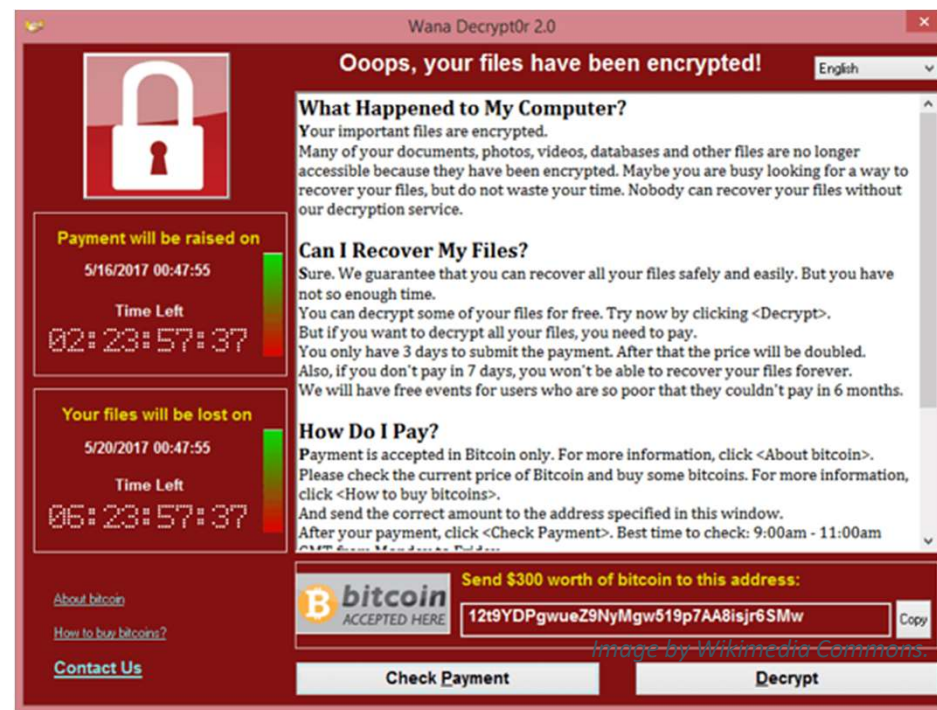 Wana Decrypt0r 2.0
Ooops, your files have been encrypted!
English
What Happened to My Computer?
Your important files are encrypted.
Many of your documents, photos, videos, databases and other files are no longer
accessible because they have been encrypted. Maybe you are busy looking for a way to
recover your files, but do not waste your time. Nobody can recover your files without
our decryption service.
Can I Recover My Files?
Sure. We guarantee that you can recover all your files safely and easily. But you have
not so enough time.
You can decrypt some of your files for free. Try now by clicking <Decrypt>.
But if you want to decrypt all your files, you need to pay.
You only have 3 days to submit the payment. After that the price will be doubled.
Also, if you don't pay in 7 days, you won't be able to recover your files forever.
We will have free events for users who are so poor that they couldn't pay in 6 months.
How Do I Pay?
Payment is accepted in Bitcoin only. For more information, click <About bitcoin>.
Please check the current price of Bitcoin and buy some bitcoins. For more information,
click <How to buy bitcoins>.
And send the correct amount to the address specified in this window.
After your payment, click <Check Payment>. Best time to check: 9:00am - 11:00am
GMT from Monday to Friday
Payment will be raised on
5/16/2017 00:47:55
Time Left
02:23:57:37
Your files will be lost on
5/20/2017 00:47:55
Time Left
06:23:57:37
About bitcoin
How to buy bitcoins?
Contact Us
bitcoin
ACCEPTED HERE
Send $300 worth of bitcoin to this address:
12t9YDPgwueZ9NyMgw519p7AA8isjr6SMw
Copy
Image by Wikimedia Commons.
Check Payment
Decrypt